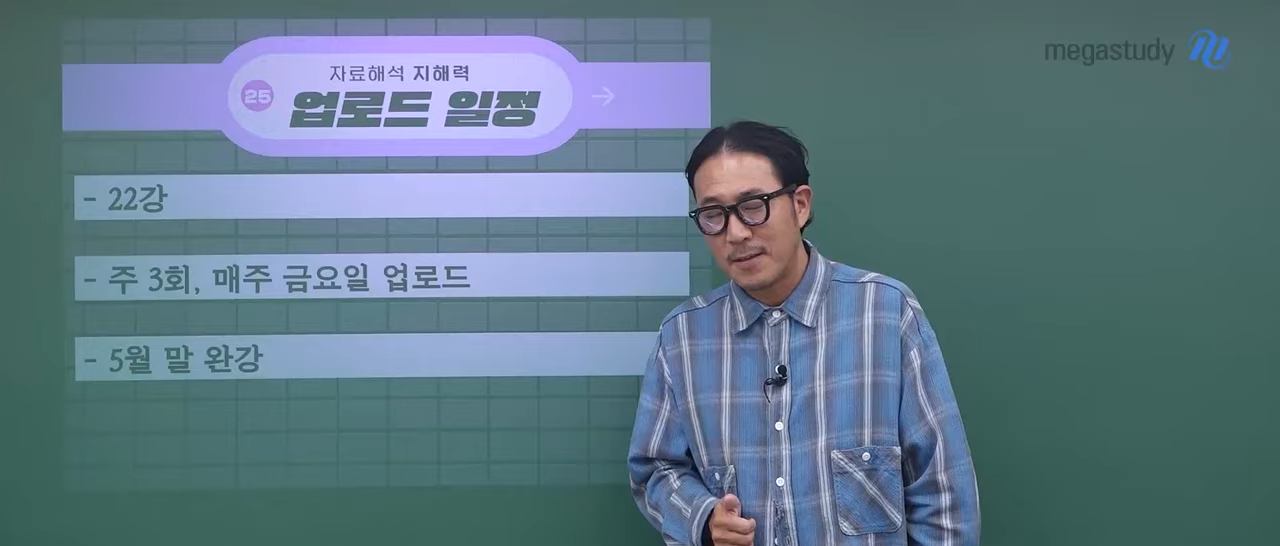 megastudy
자료해석 지해력
25
업로드 일정
- 22강
- 주 3회, 매주 금요일 업로드
- 5월 말 완강